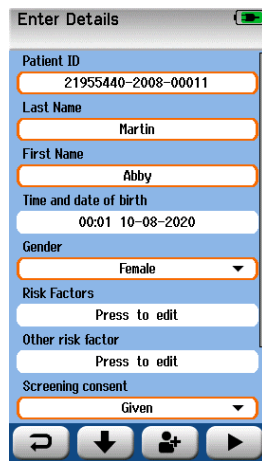 Enter Details
Patient ID
21955440-2008-00011
Last Name
Martin
First Name
Abby
Time and date of birth
00:01 10-08-2020
Gender
Female
Risk Factors
Press to edit
Other risk factor
Press to edit
Screening consent
Given